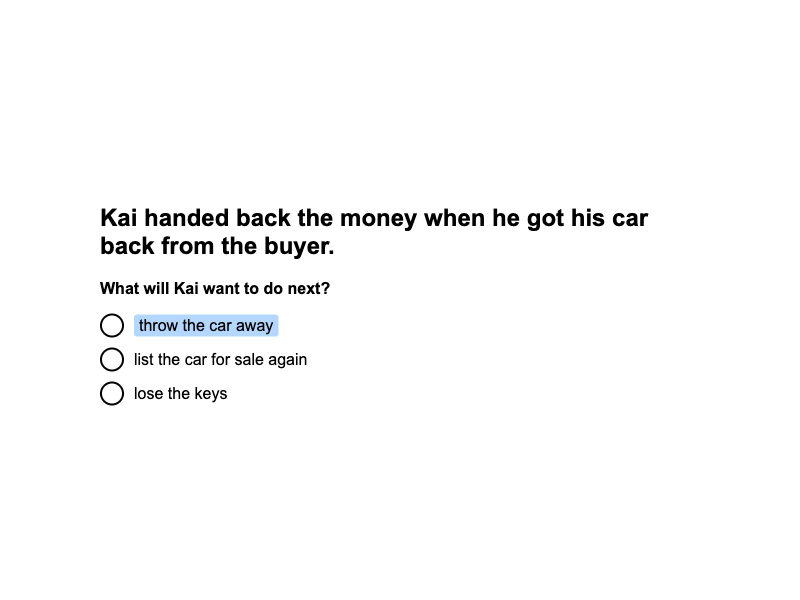 Kai handed back the money when he got his car
back from the buyer.
What will Kai want to do next?
throw the car away
list the car for sale again
lose the keys